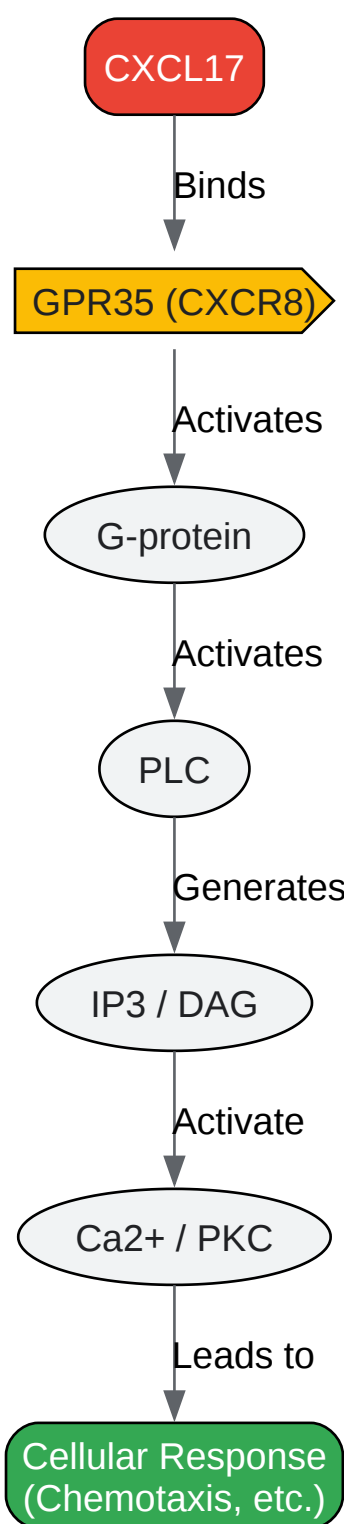 CXCL17
Binds
GPR35 (CXCR8)
Activates
G-protein
Activates
PLC
Generates
IP3 / DAG
Activate
Ca2+ / PKC
Leads to
Cellular Response
(Chemotaxis, etc.)